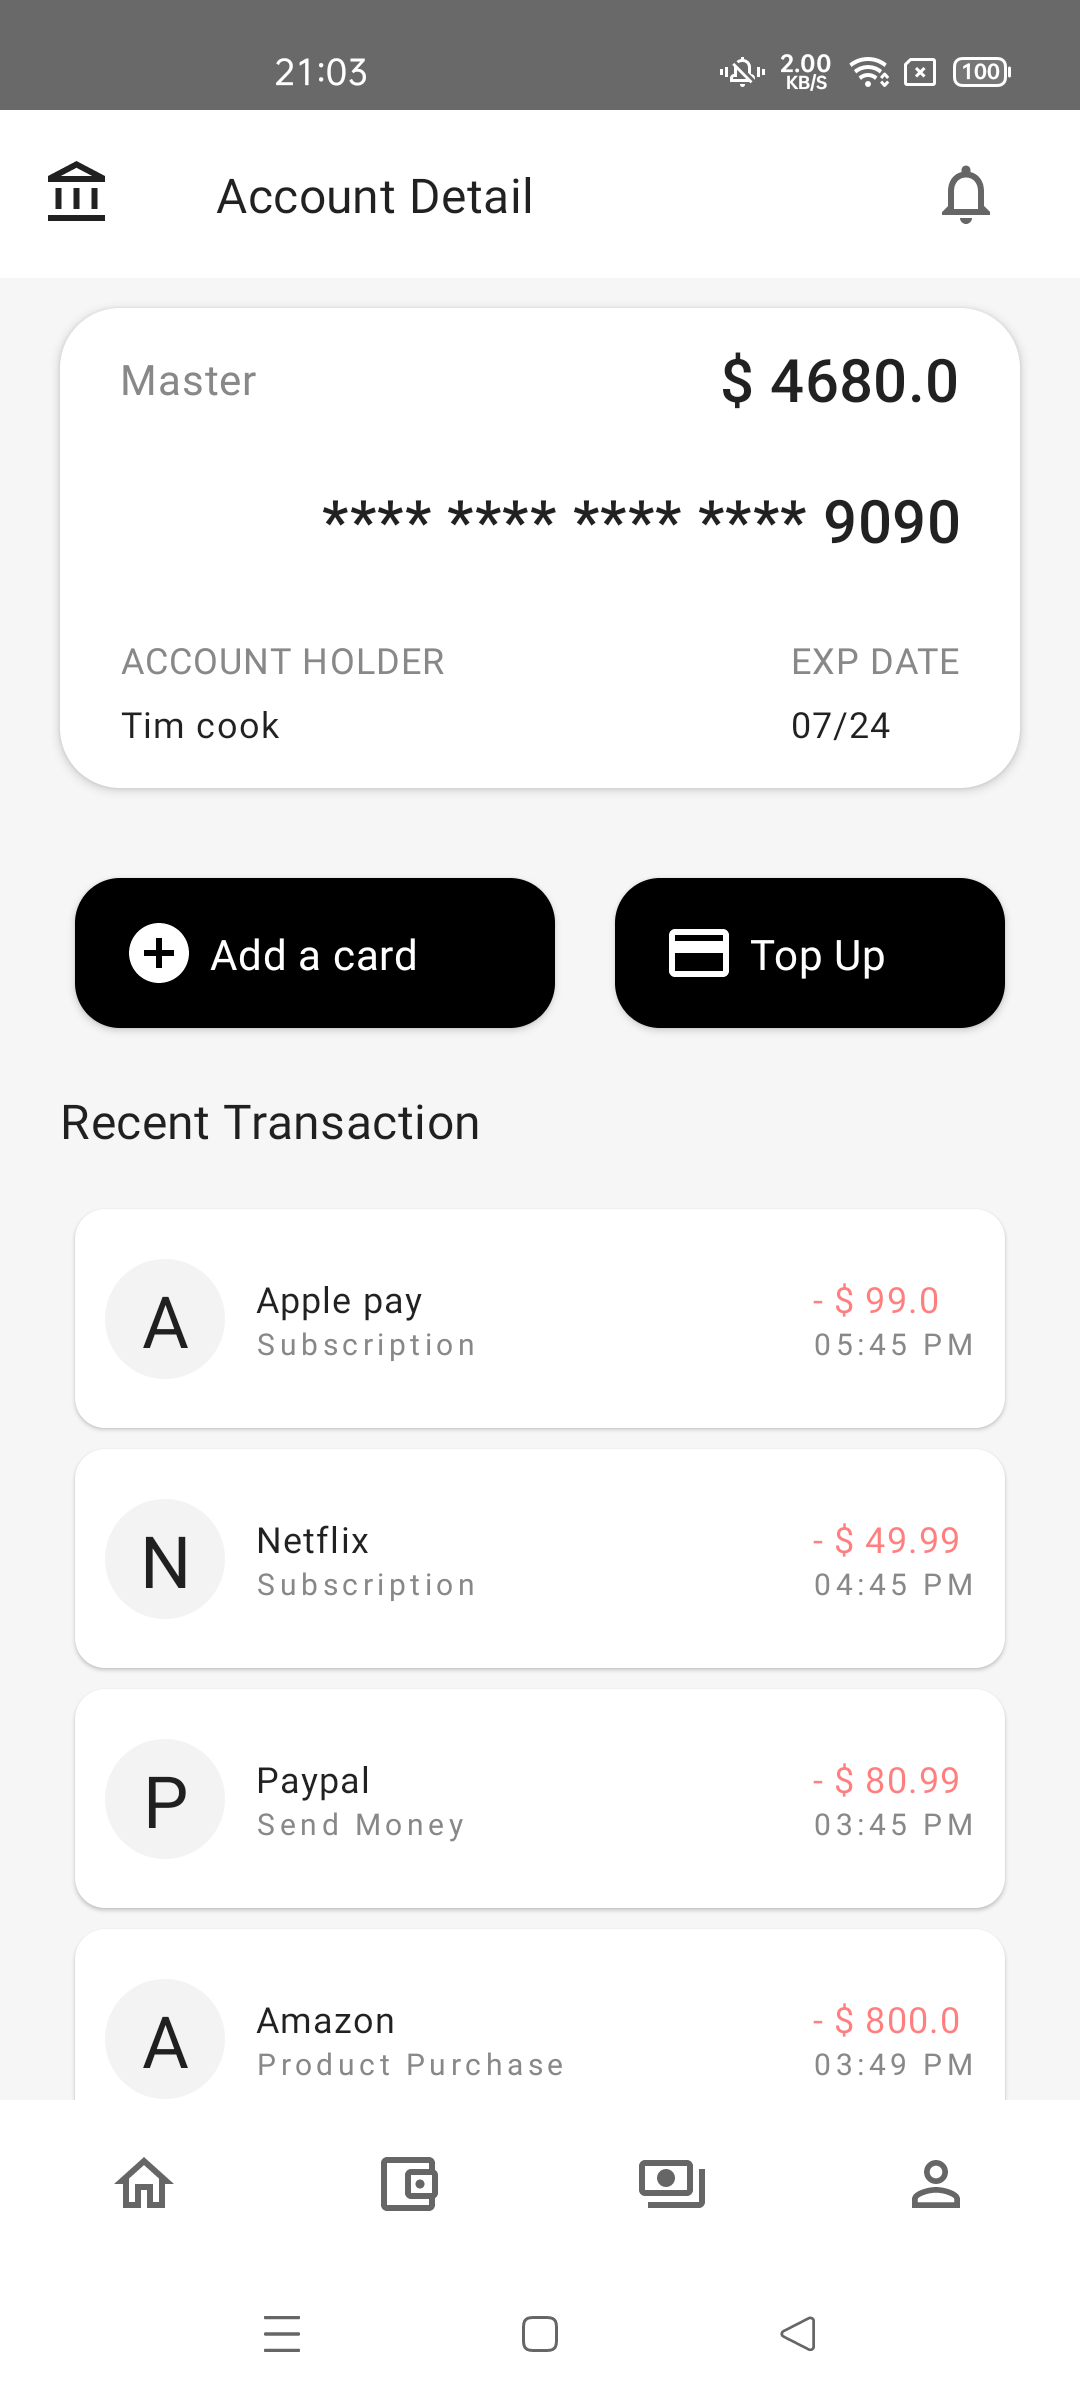 21:03 2.00 KB/S 100
Account Detail
Master $ 4680.0
**** **** **** **** 9090
ACCOUNT HOLDER EXP DATE
Tim cook 07/24
Add a card Top Up
Recent Transaction
A Apple pay - $ 99.0
Subscription 05:45 PM
N Netflix - $ 49.99
Subscription 04:45 PM
P Paypal - $ 80.99
Send Money 03:45 PM
A Amazon - $ 800.0
Product Purchase 03:49 PM